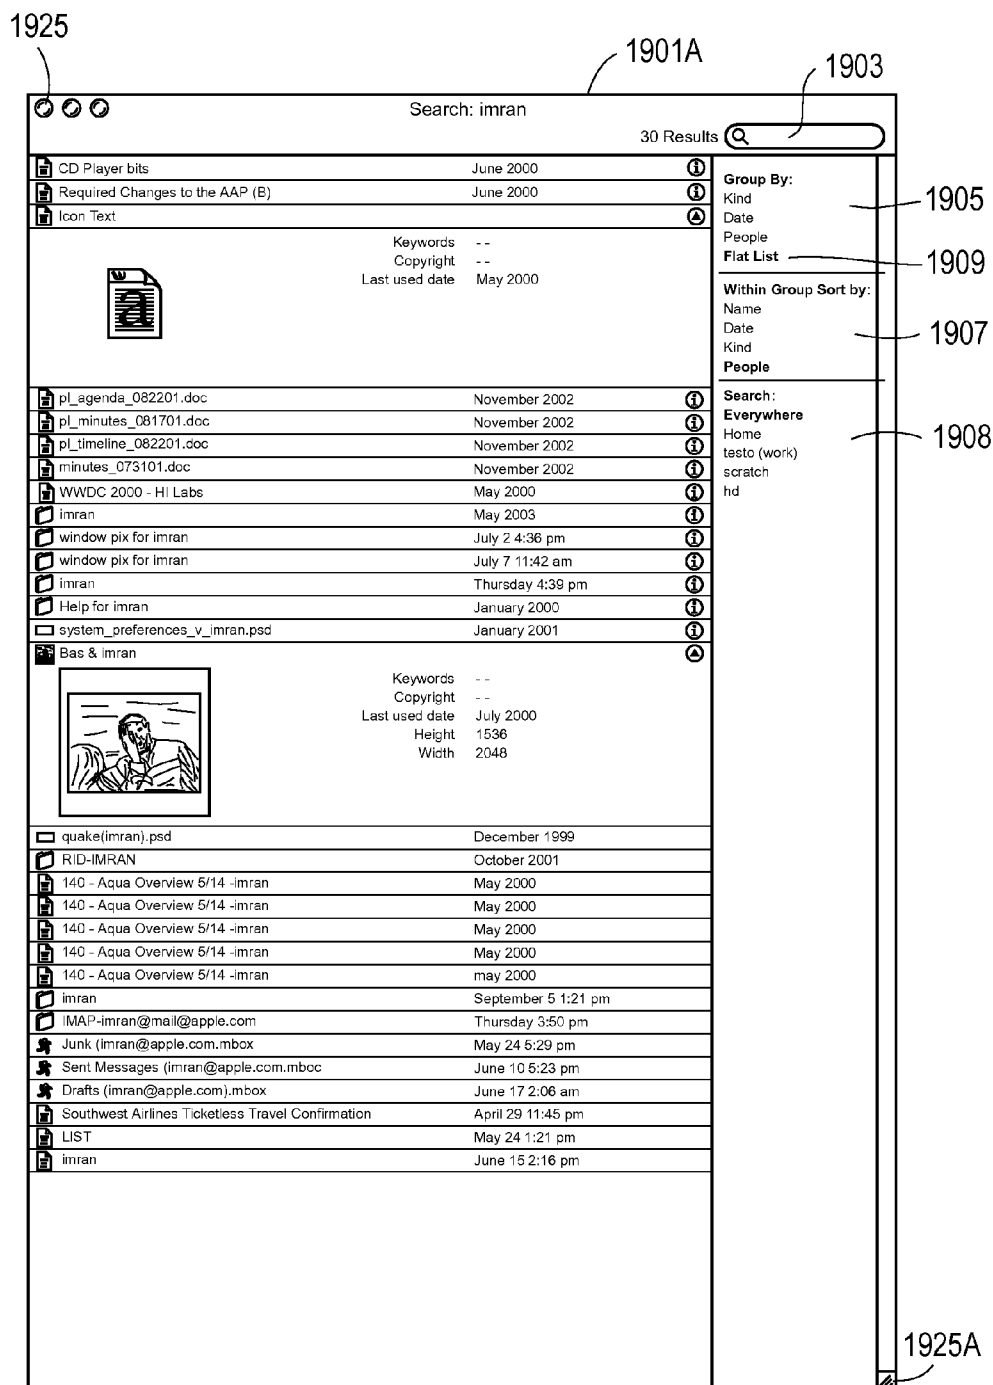 1925
1901A
1903
Search: imran
30 Results
CD Player bits June 2000
Required Changes to the AAP (B) June 2000
Icon Text
Keywords - -
Copyright - -
Last used date May 2000
a
pl_agenda_082201.doc November 2002
pl_minutes_081701.doc November 2002
pl_timeline_082201.doc November 2002
minutes_073101.doc November 2002
WWDC 2000 - HI Labs May 2000
imran May 2003
window pix for imran July 2 4:36 pm
window pix for imran July 7 11:42 am
imran Thursday 4:39 pm
Help for imran January 2000
system_preferences_v_imran.psd January 2001
Bas & imran
Keywords - -
Copyright - -
Last used date July 2000
Height 1536
Width 2048
quake(imran).psd December 1999
RID-IMRAN October 2001
140 - Aqua Overview 5/14 -imran May 2000
140 - Aqua Overview 5/14 -imran May 2000
140 - Aqua Overview 5/14 -imran May 2000
140 - Aqua Overview 5/14 -imran May 2000
140 - Aqua Overview 5/14 -imran may 2000
imran September 5 1:21 pm
IMAP-imran@mail@apple.com Thursday 3:50 pm
Junk (imran@apple.com.mbox May 24 5:29 pm
Sent Messages (imran@apple.com.mboc June 10 5:23 pm
Drafts (imran@apple.com).mbox June 17 2:06 am
Southwest Airlines Ticketless Travel Confirmation April 29 11:45 pm
LIST May 24 1:21 pm
imran June 15 2:16 pm
Group By:
Kind
Date
People
Flat List
Within Group Sort by:
Name
Date
Kind
People
Search:
Everywhere
Home
testo (work)
scratch
hd
1905
1909
1907
1908
1925A